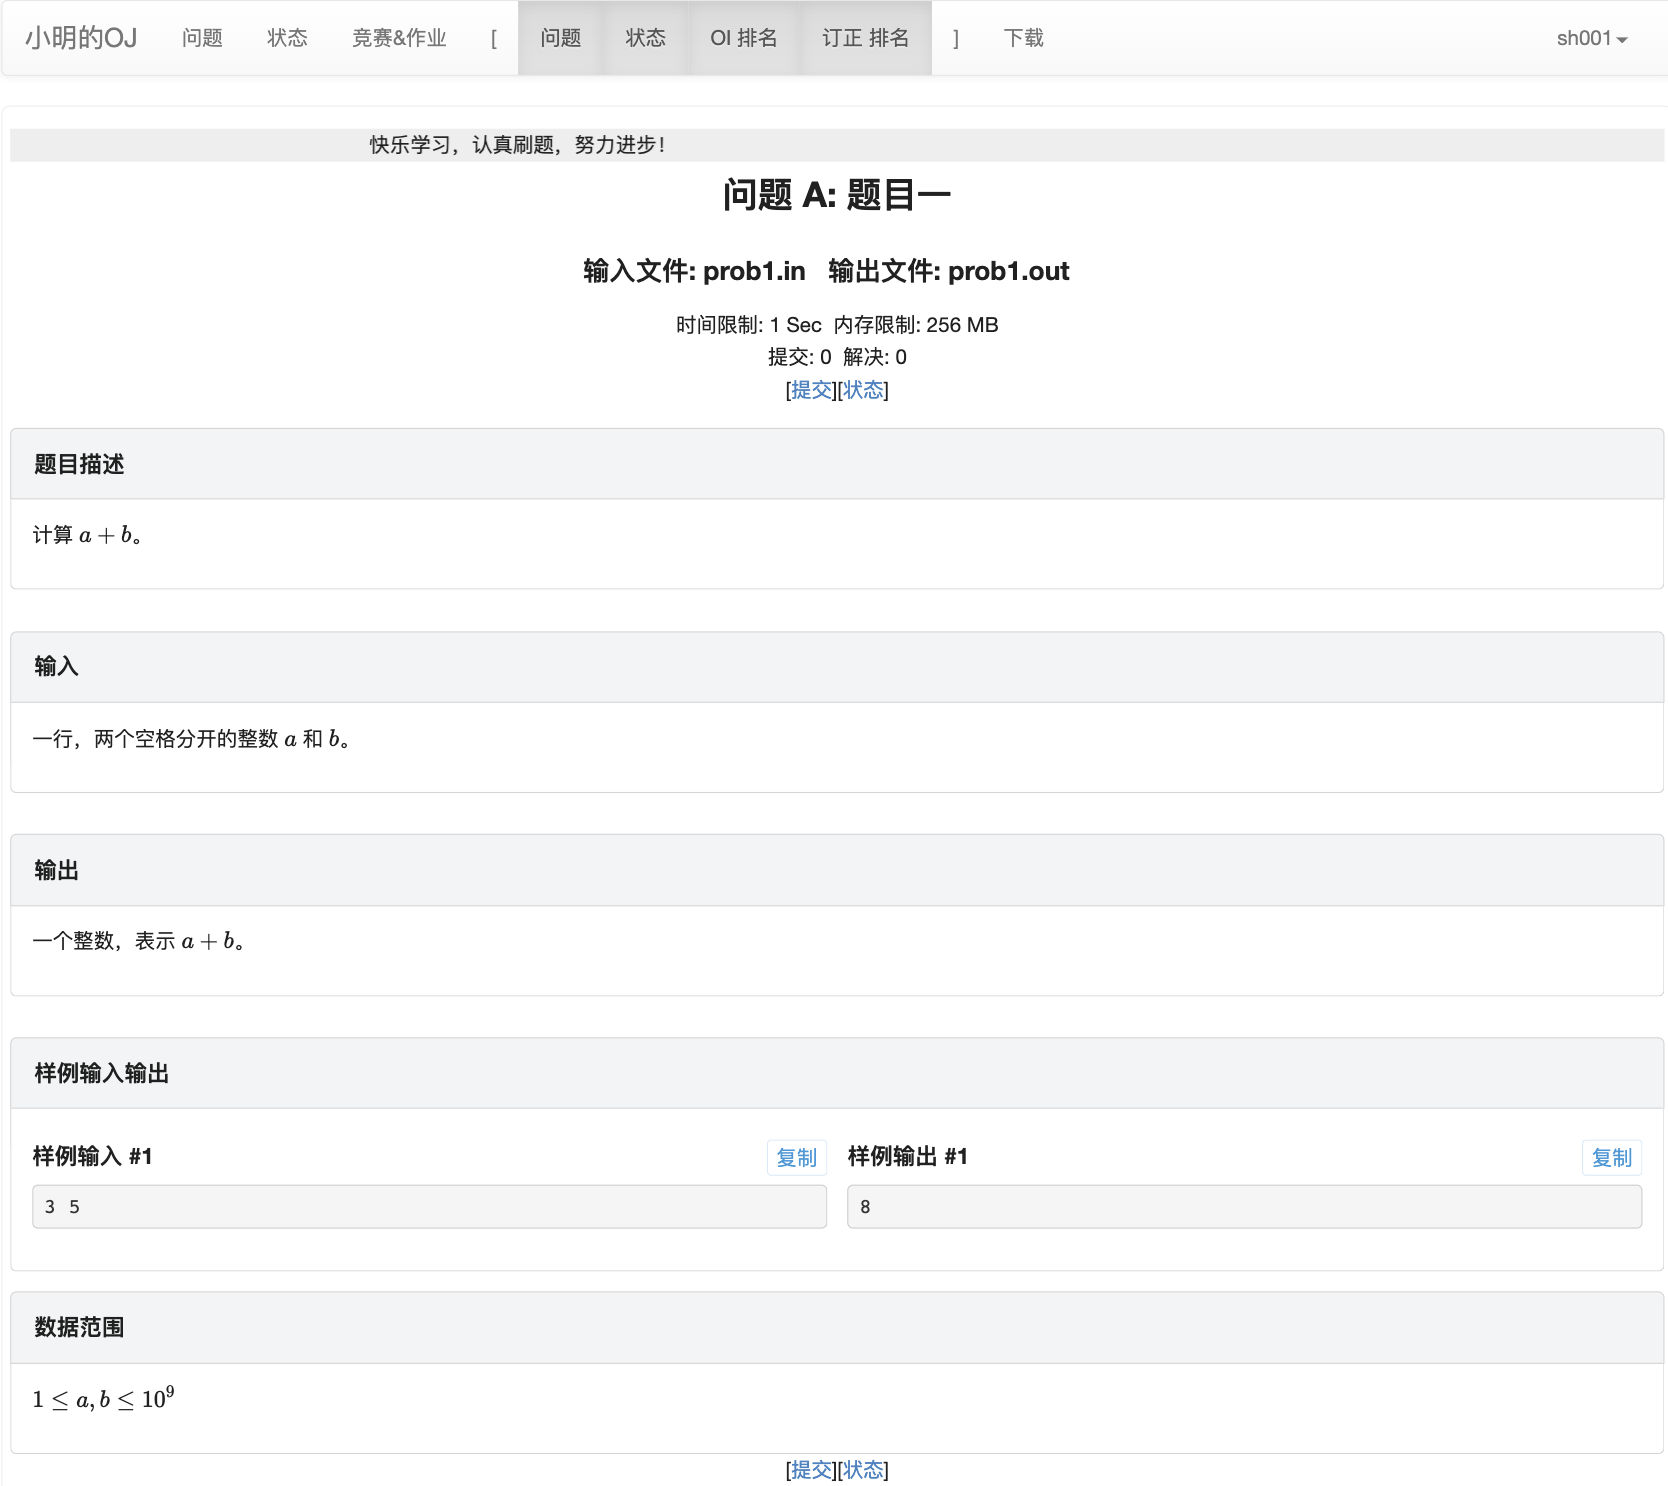 小明的OJ 问题 状态 竞赛&作业 [ 问题 状态 OI 排名 订正 排名 ] 下载 sh001
快乐学习，认真刷题，努力进步！
问题 A: 题目一
输入文件: prob1.in 输出文件: prob1.out
时间限制: 1 Sec 内存限制: 256 MB
提交: 0 解决: 0
[提交][状态]
题目描述
计算 a + b。
输入
一行，两个空格分开的整数 a 和 b。
输出
一个整数，表示 a + b。
样例输入输出
样例输入 #1 复制 样例输出 #1 复制
3 5 8
数据范围
1 ≤ a, b ≤ 10⁹
[提交][状态]